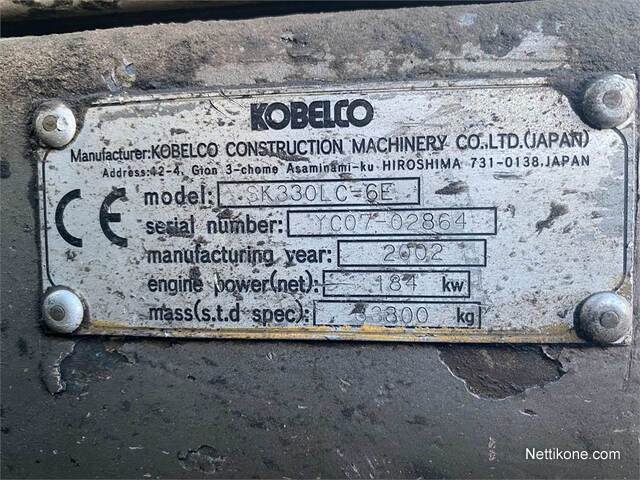 KOBELCO
Manufacturer:KOBELCO CONSTRUCTION MACHINERY CO.,LTD.(JAPAN)
Address:12-4, Gion 3-chome Asaminami-ku HIROSHIMA 731-0138,JAPAN
CE
model: SK330LC-6E
serial number: YC07-02864
manufacturing year: 2002
engine power(net): 184 kw
mass(s.t.d spec): 33800 kg
Nettikone.com